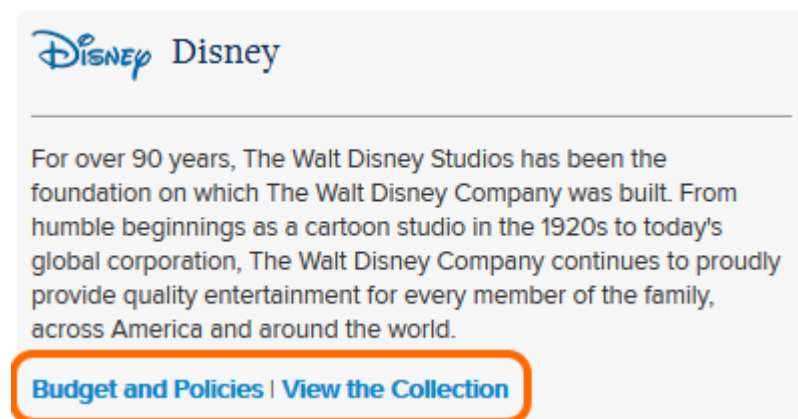 Disney Disney
For over 90 years, The Walt Disney Studios has been the
foundation on which The Walt Disney Company was built. From
humble beginnings as a cartoon studio in the 1920s to today's
global corporation, The Walt Disney Company continues to proudly
provide quality entertainment for every member of the family,
across America and around the world.
Budget and Policies | View the Collection